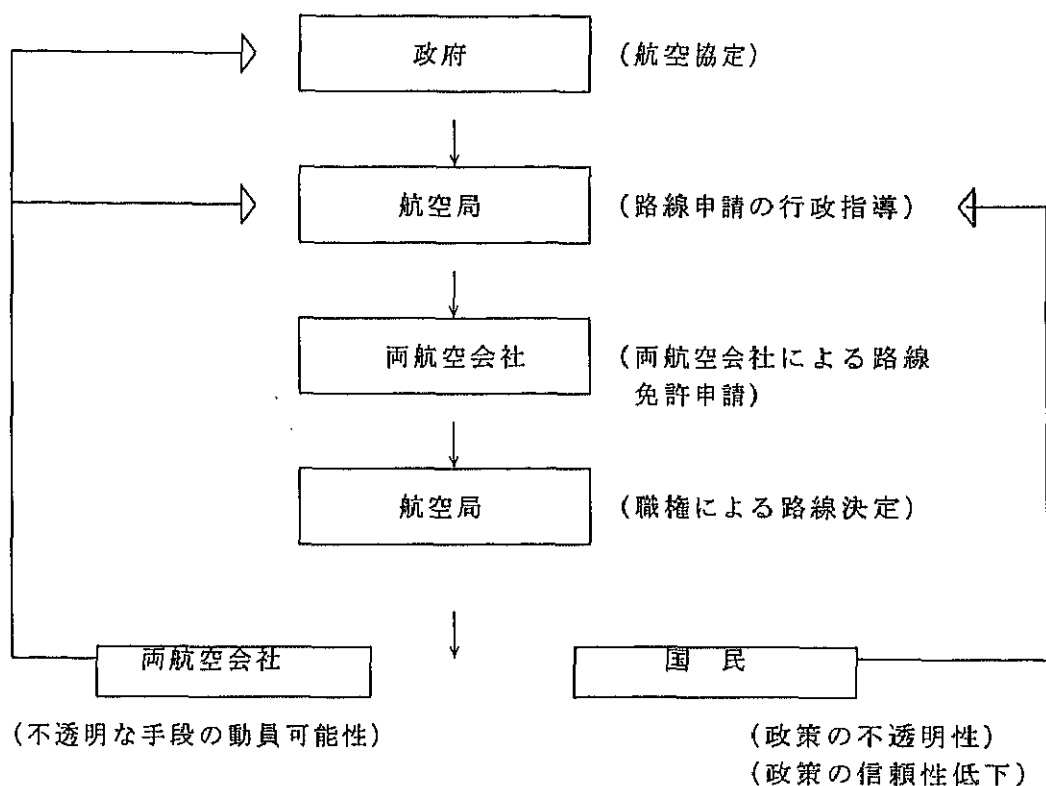 政府 (航空協定)
航空局 (路線申請の行政指導)
両航空会社 (両航空会社による路線
免許申請)
航空局 (職権による路線決定)
両航空会社 国 民
(不透明な手段の動員可能性) (政策の不透明性)
(政策の信頼性低下)